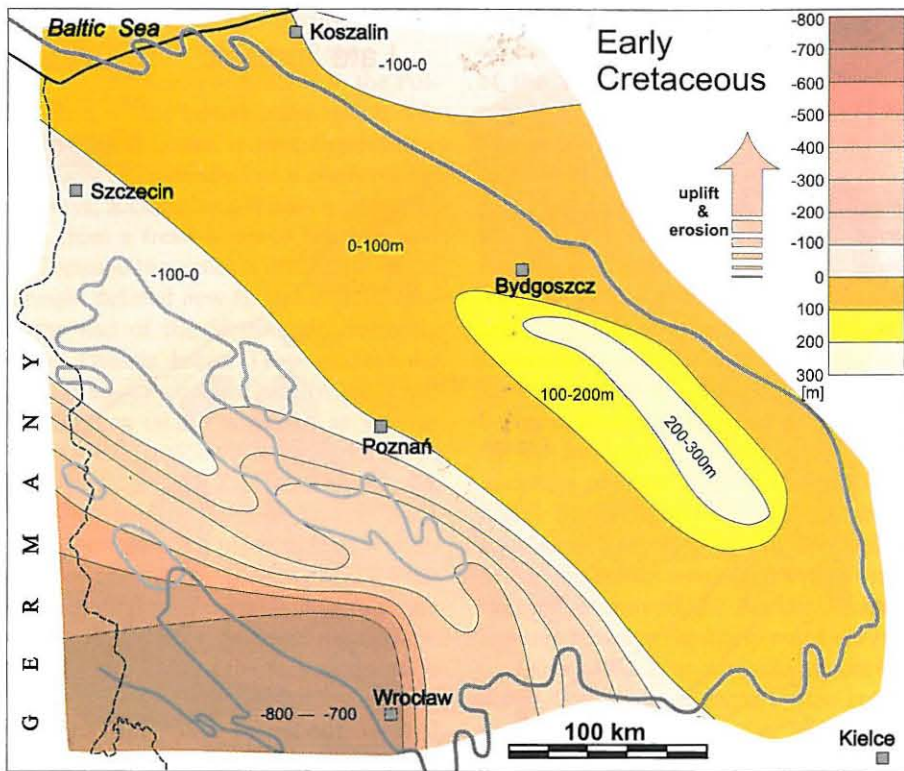 Baltic Sea
Koszalin
-100-0
Early
Cretaceous
Szczecin
uplift
&
erosion
0-100m
Bydgoszcz
-100-0
100-200m
200-300m
Poznań
GERMANY
-800 — -700
Wrocław
100 km
Kielce
-800
-700
-600
-500
-400
-300
-200
-100
0
100
200
300
[m]